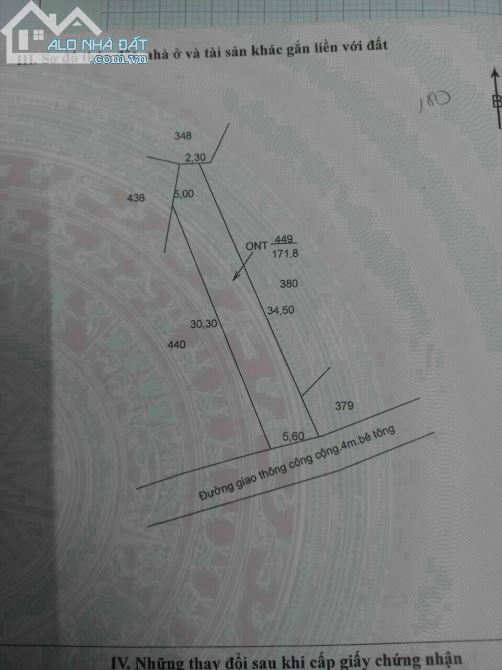 ALO NHÀ ĐẤT
.com.vn
III. Sơ đồ nhà ở và tài sản khác gắn liền với đất
180
B
348
2,30
436
5,00
ONT 449
171.8
380
34,50
30,30
440
379
5,60
Đường giao thông công cộng.4m.bê tông
IV. Những thay đổi sau khi cấp giấy chứng nhận